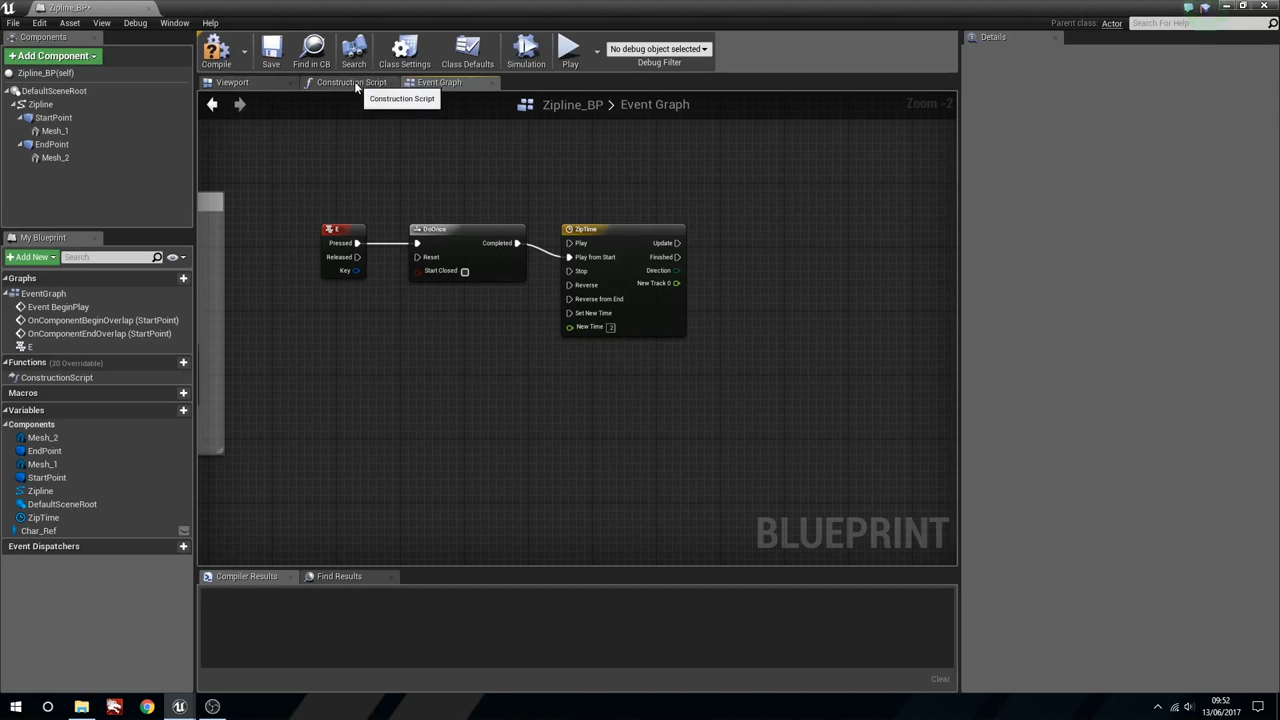 Zipline_BP*
File Edit Asset View Debug Window Help
Parent class: Actor
Search For Help
Components
+Add Component
Zipline_BP(self)
DefaultSceneRoot
Zipline
StartPoint
Mesh_1
EndPoint
Mesh_2
My Blueprint
+Add New
Search
Graphs
EventGraph
Event BeginPlay
OnComponentBeginOverlap (StartPoint)
OnComponentEndOverlap (StartPoint)
E
Functions (20 Overridable)
ConstructionScript
Macros
Variables
Components
Mesh_2
EndPoint
Mesh_1
StartPoint
Zipline
DefaultSceneRoot
ZipTime
Char_Ref
Event Dispatchers
Compile Save Find in CB Search Class Settings Class Defaults Simulation Play
No debug object selected
Debug Filter
Viewport Construction Script Event Graph
Construction Script
Zipline_BP > Event Graph
Zoom -2
E
Pressed
Released
Key
DoOnce
Completed
Reset
Start Closed
ZipTime
Play Update
Play from Start Finished
Stop Direction
Reverse New Track 0
Reverse from End
Set New Time
New Time
BLUEPRINT
Compiler Results Find Results
Clear
Details
09:52
13/06/2017